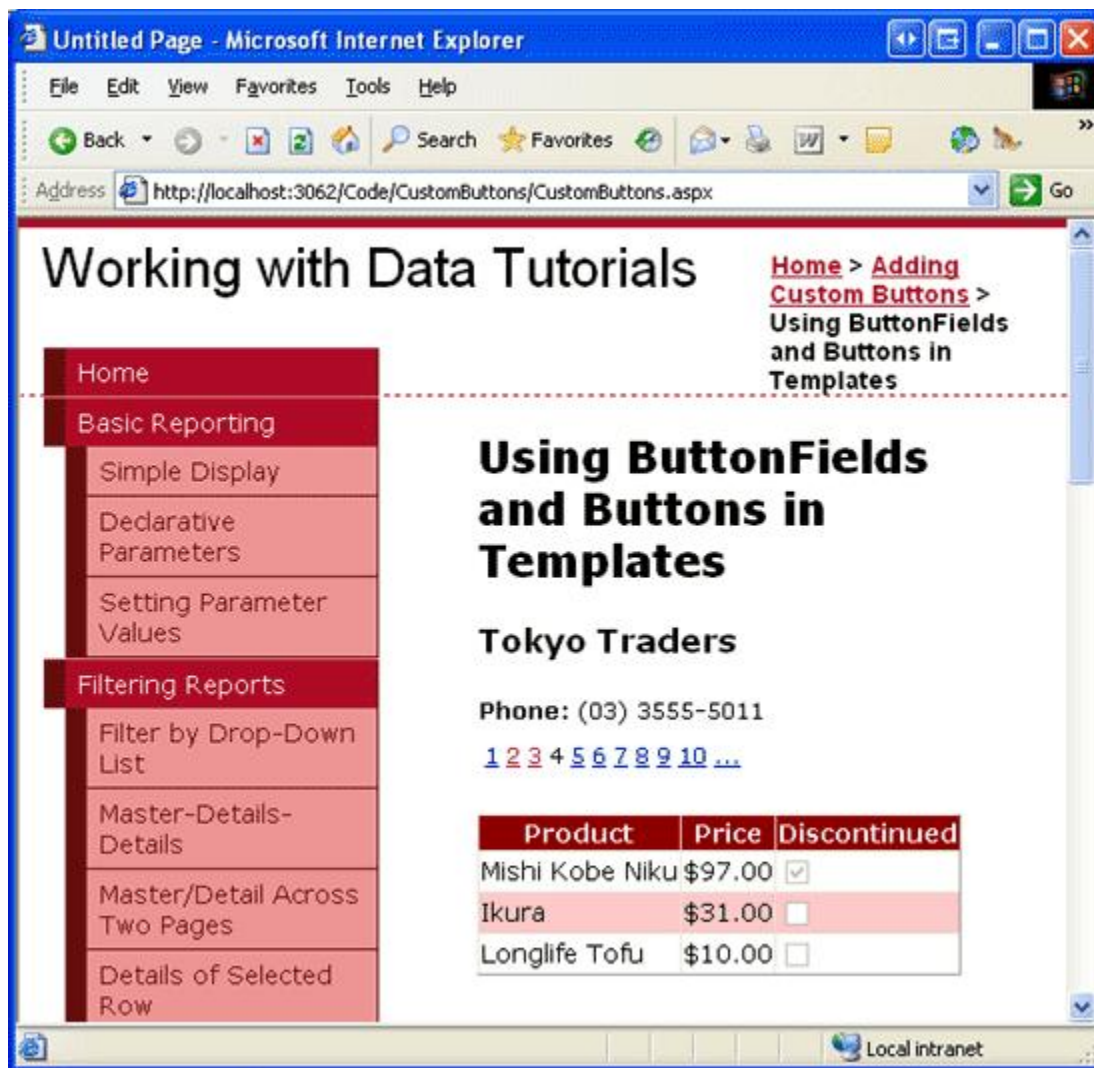 Untitled Page - Microsoft Internet Explorer
File Edit View Favorites Tools Help
Back Search Favorites W »
Address http://localhost:3062/Code/CustomButtons/CustomButtons.aspx Go
Working with Data Tutorials
Home > Adding
Custom Buttons >
Using ButtonFields
and Buttons in
Templates
Home
Basic Reporting
Simple Display
Declarative
Parameters
Setting Parameter
Values
Filtering Reports
Filter by Drop-Down
List
Master-Details-
Details
Master/Detail Across
Two Pages
Details of Selected
Row
Using ButtonFields
and Buttons in
Templates
Tokyo Traders
Phone: (03) 3555-5011
1 2 3 4 5 6 7 8 9 10 ...
Product Price Discontinued
Mishi Kobe Niku $97.00
Ikura $31.00
Longlife Tofu $10.00
Local intranet